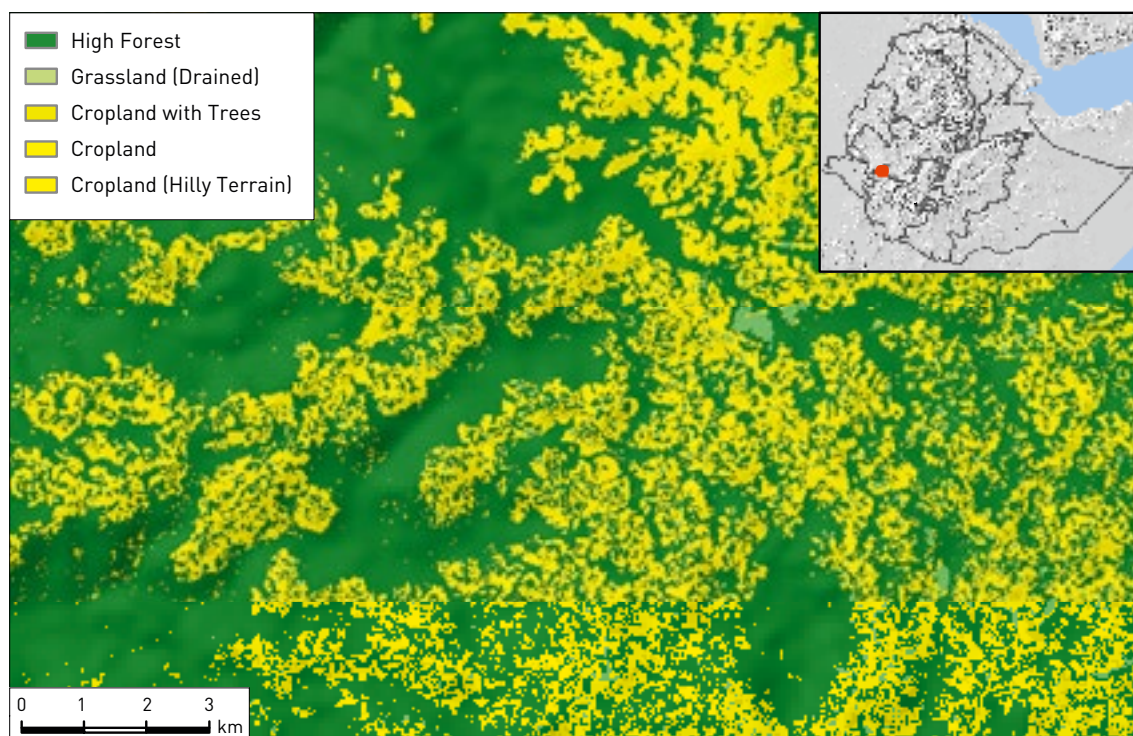 High Forest
Grassland (Drained)
Cropland with Trees
Cropland
Cropland (Hilly Terrain)
0 1 2 3
km